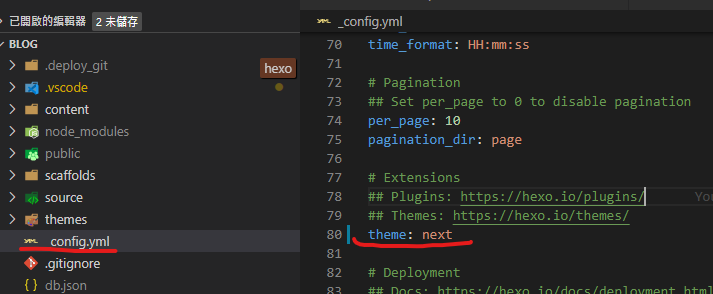 已開啟的編輯器 2 未儲存
BLOG
.deploy_git
hexo
.vscode
content
node_modules
public
scaffolds
source
themes
_config.yml
.gitignore
db.json
_config.yml
70 time_format: HH:mm:ss
71
72 # Pagination
73 ## Set per_page to 0 to disable pagination
74 per_page: 10
75 pagination_dir: page
76
77 # Extensions
78 ## Plugins: https://hexo.io/plugins/ You
79 ## Themes: https://hexo.io/themes/
80 theme: next
81
82 # Deployment
## Docs: https://hexo.io/docs/deployment.html